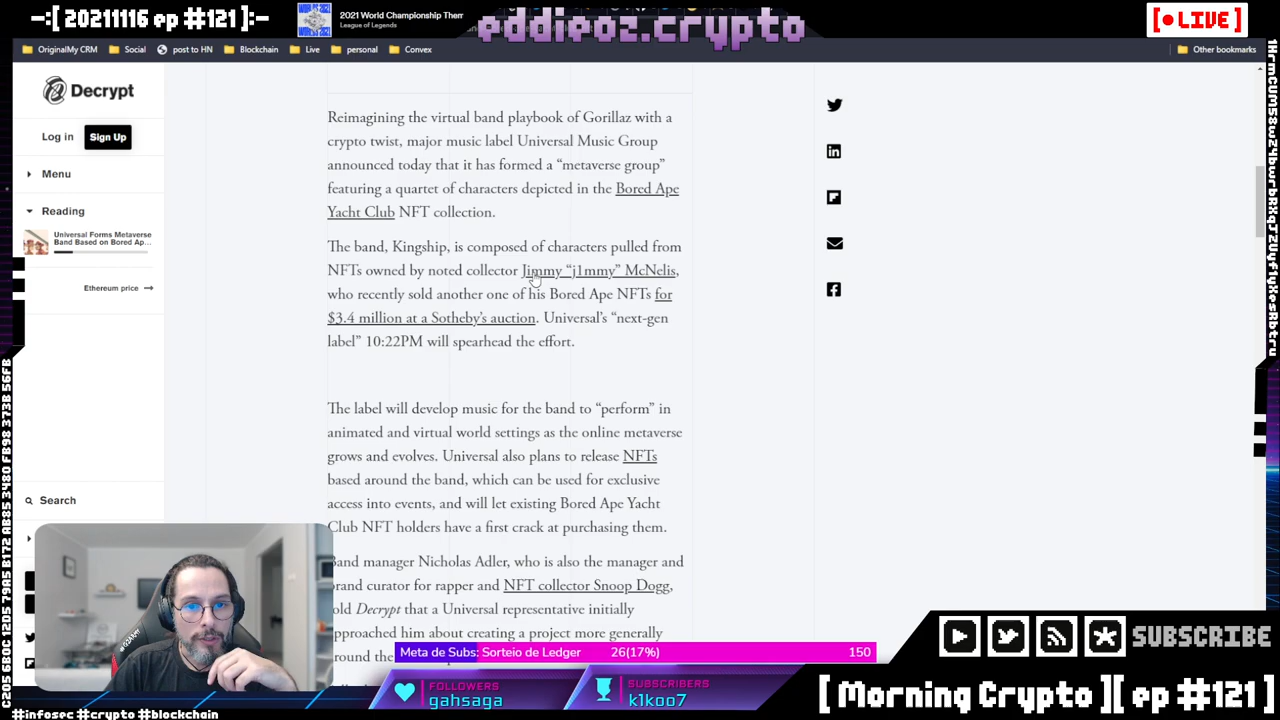 -:[ 20211116 ep #121]:-
2021 World Championship Them
League of Legends
eddieoz.crypto
[ • LIVE ]
OriginalMy CRM
Social
post to HN
Blockchain
Live
personal
Convex
Other bookmarks
Decrypt
Log in
Sign Up
Menu
Reading
Universal Forms Metaverse
Band Based on Bored Ap...
Ethereum price
Search
Reimagining the virtual band playbook of Gorillaz with a
crypto twist, major music label Universal Music Group
announced today that it has formed a “metaverse group”
featuring a quartet of characters depicted in the Bored Ape
Yacht Club NFT collection.
The band, Kingship, is composed of characters pulled from
NFTs owned by noted collector Jimmy “j1mmy” McNelis,
who recently sold another one of his Bored Ape NFTs for
$3.4 million at a Sotheby’s auction. Universal’s “next-gen
label” 10:22PM will spearhead the effort.
The label will develop music for the band to “perform” in
animated and virtual world settings as the online metaverse
grows and evolves. Universal also plans to release NFTs
based around the band, which can be used for exclusive
access into events, and will let existing Bored Ape Yacht
Club NFT holders have a first crack at purchasing them.
Band manager Nicholas Adler, who is also the manager and
brand curator for rapper and NFT collector Snoop Dogg,
told Decrypt that a Universal representative initially
approached him about creating a project more generally
around the
Meta de Subs: Sorteio de Ledger 26(17%) 150
FOLLOWERS
gahsaga
SUBSCRIBERS
k1koo7
SUBSCRIBE
[ Morning Crypto ][ ep #121 ]
#infosec #crypto #blockchain